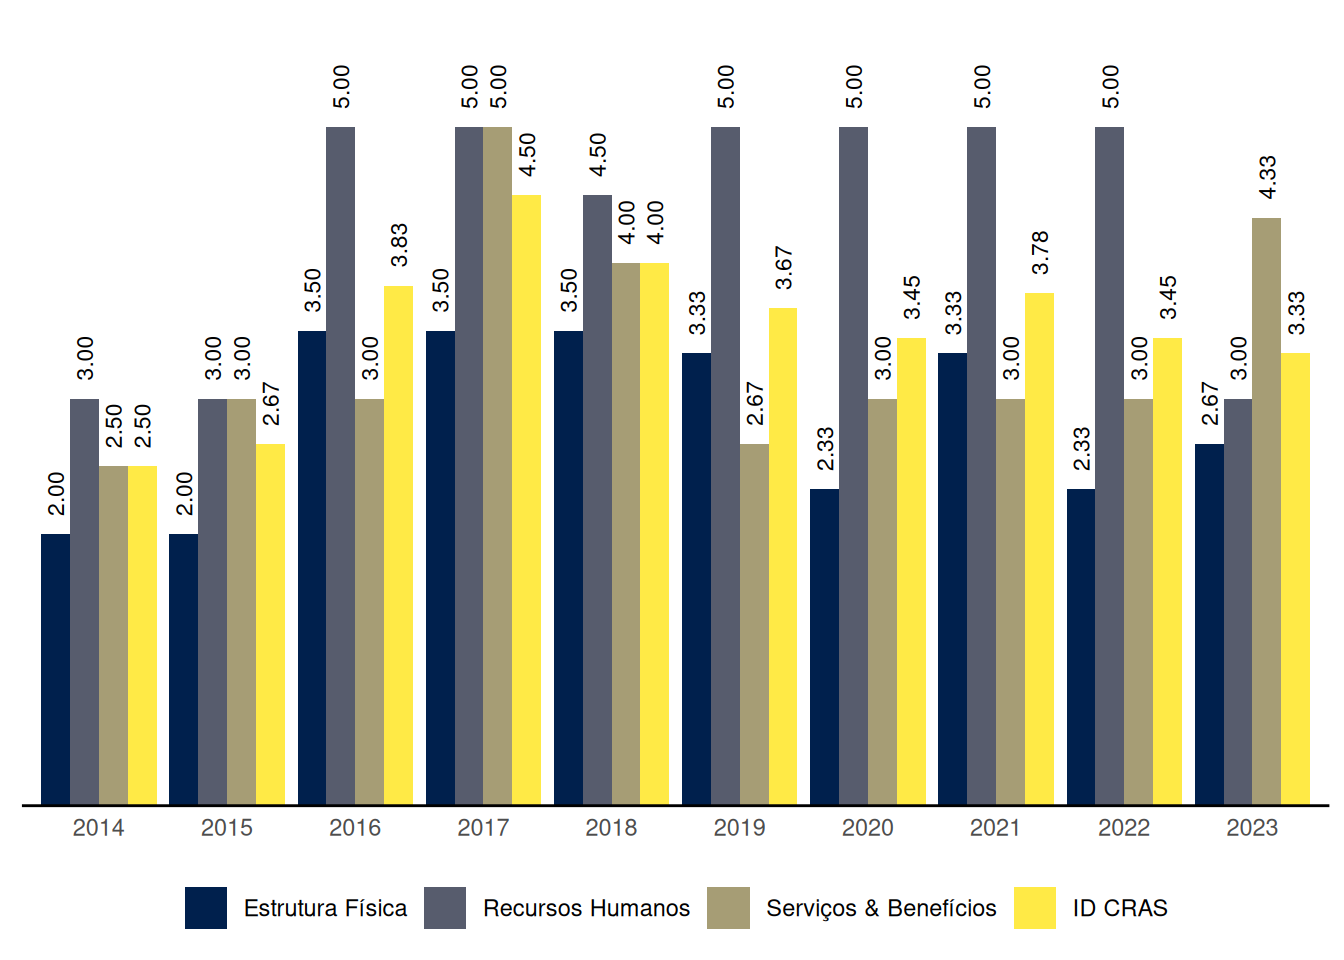 2.00 3.00 2.50 2.50
2.00 3.00 3.00 2.67
3.50 5.00 3.00 3.83
3.50 5.00 5.00 4.50
3.50 4.50 4.00 4.00
3.33 5.00 2.67 3.67
2.33 5.00 3.00 3.45
3.33 5.00 3.00 3.78
2.33 5.00 3.00 3.45
2.67 3.00 4.33 3.33
2014 2015 2016 2017 2018 2019 2020 2021 2022 2023
Estrutura Física Recursos Humanos Serviços & Benefícios ID CRAS